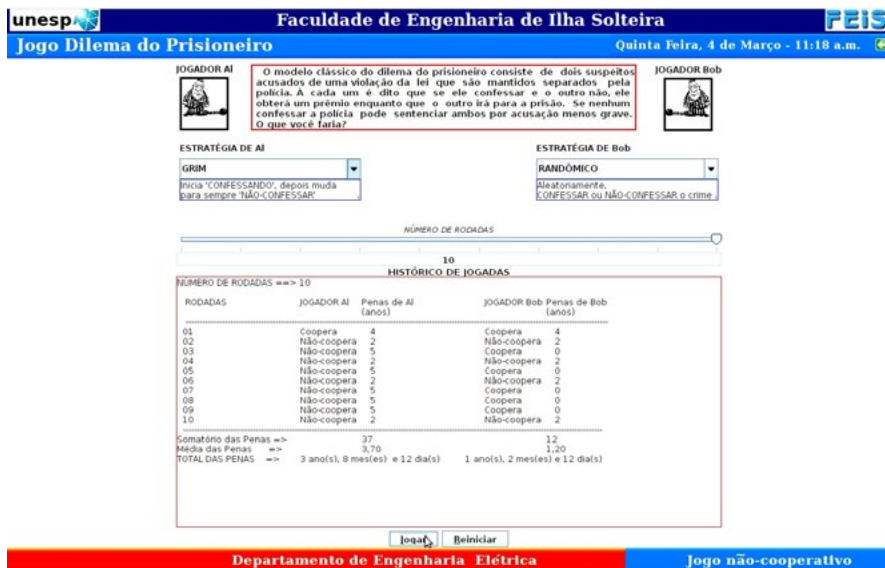 unesp Faculdade de Engenharia de Ilha Solteira FEIS
Jogo Dilema do Prisioneiro Quinta Feira, 4 de Março - 11:18 a.m.
JOGADOR Al
O modelo clássico do dilema do prisioneiro consiste de dois suspeitos
acusados de uma violação da lei que são mantidos separados pela
polícia. A cada um é dito que se ele confessar e o outro não, ele
obterá um prêmio enquanto que o outro irá para a prisão. Se nenhum
confessar a polícia pode sentenciar ambos por acusação menos grave.
O que você faria?
JOGADOR Bob
ESTRATÉGIA DE Al
GRIM
Inicia 'CONFESSANDO', depois muda
para sempre 'NÃO-CONFESSAR'
ESTRATÉGIA DE Bob
RANDÔMICO
Aleatoriamente,
CONFESSAR ou NÃO-CONFESSAR o crime
NÚMERO DE RODADAS
10
HISTÓRICO DE JOGADAS
NÚMERO DE RODADAS ==> 10
RODADAS JOGADOR Al Penas de Al JOGADOR Bob Penas de Bob
(anos) (anos)
01 Coopera 4 Coopera 4
02 Não-coopera 2 Não-coopera 2
03 Não-coopera 5 Coopera 0
04 Não-coopera 2 Não-coopera 2
05 Não-coopera 5 Coopera 0
06 Não-coopera 2 Não-coopera 2
07 Não-coopera 5 Coopera 0
08 Não-coopera 5 Coopera 0
09 Não-coopera 5 Coopera 0
10 Não-coopera 2 Não-coopera 2
Somatório das Penas => 37 12
Média das Penas => 3,70 1,20
TOTAL DAS PENAS => 3 ano(s), 8 mes(es) e 12 dia(s) 1 ano(s), 2 mes(es) e 12 dia(s)
Jogar Reiniciar
Departamento de Engenharia Elétrica Jogo não-cooperativo